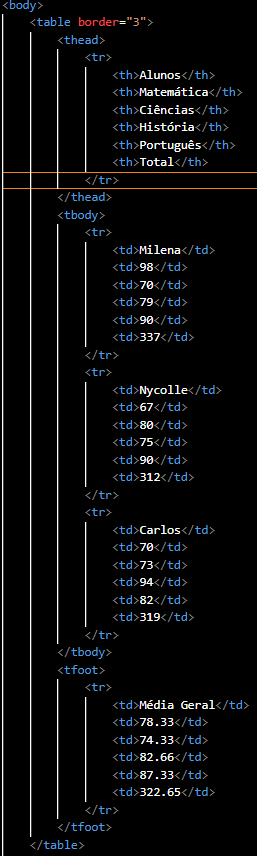 <body>
<table border="3">
<thead>
<tr>
<th>Alunos</th>
<th>Matemática</th>
<th>Ciências</th>
<th>História</th>
<th>Português</th>
<th>Total</th>
</tr>
</thead>
<tbody>
<tr>
<td>Milena</td>
<td>98</td>
<td>70</td>
<td>79</td>
<td>90</td>
<td>337</td>
</tr>
<tr>
<td>Nycolle</td>
<td>67</td>
<td>80</td>
<td>75</td>
<td>90</td>
<td>312</td>
</tr>
<tr>
<td>Carlos</td>
<td>70</td>
<td>73</td>
<td>94</td>
<td>82</td>
<td>319</td>
</tr>
</tbody>
<tfoot>
<tr>
<td>Média Geral</td>
<td>78.33</td>
<td>74.33</td>
<td>82.66</td>
<td>87.33</td>
<td>322.65</td>
</tr>
</tfoot>
</table>